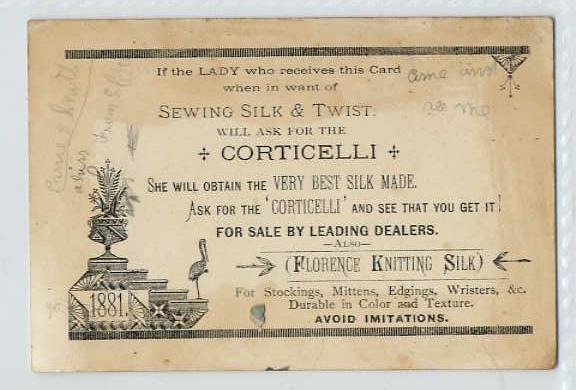 If the LADY who receives this Card
when in want of
SEWING SILK & TWIST,
WILL ASK FOR THE
CORTICELLI
SHE WILL OBTAIN THE VERY BEST SILK MADE.
ASK FOR THE 'CORTICELLI' AND SEE THAT YOU GET IT!
FOR SALE BY LEADING DEALERS.
—ALSO—
(FLORENCE KNITTING SILK)
For Stockings, Mittens, Edgings, Wristers, &c.
Durable in Color and Texture.
AVOID IMITATIONS.
1881.
me